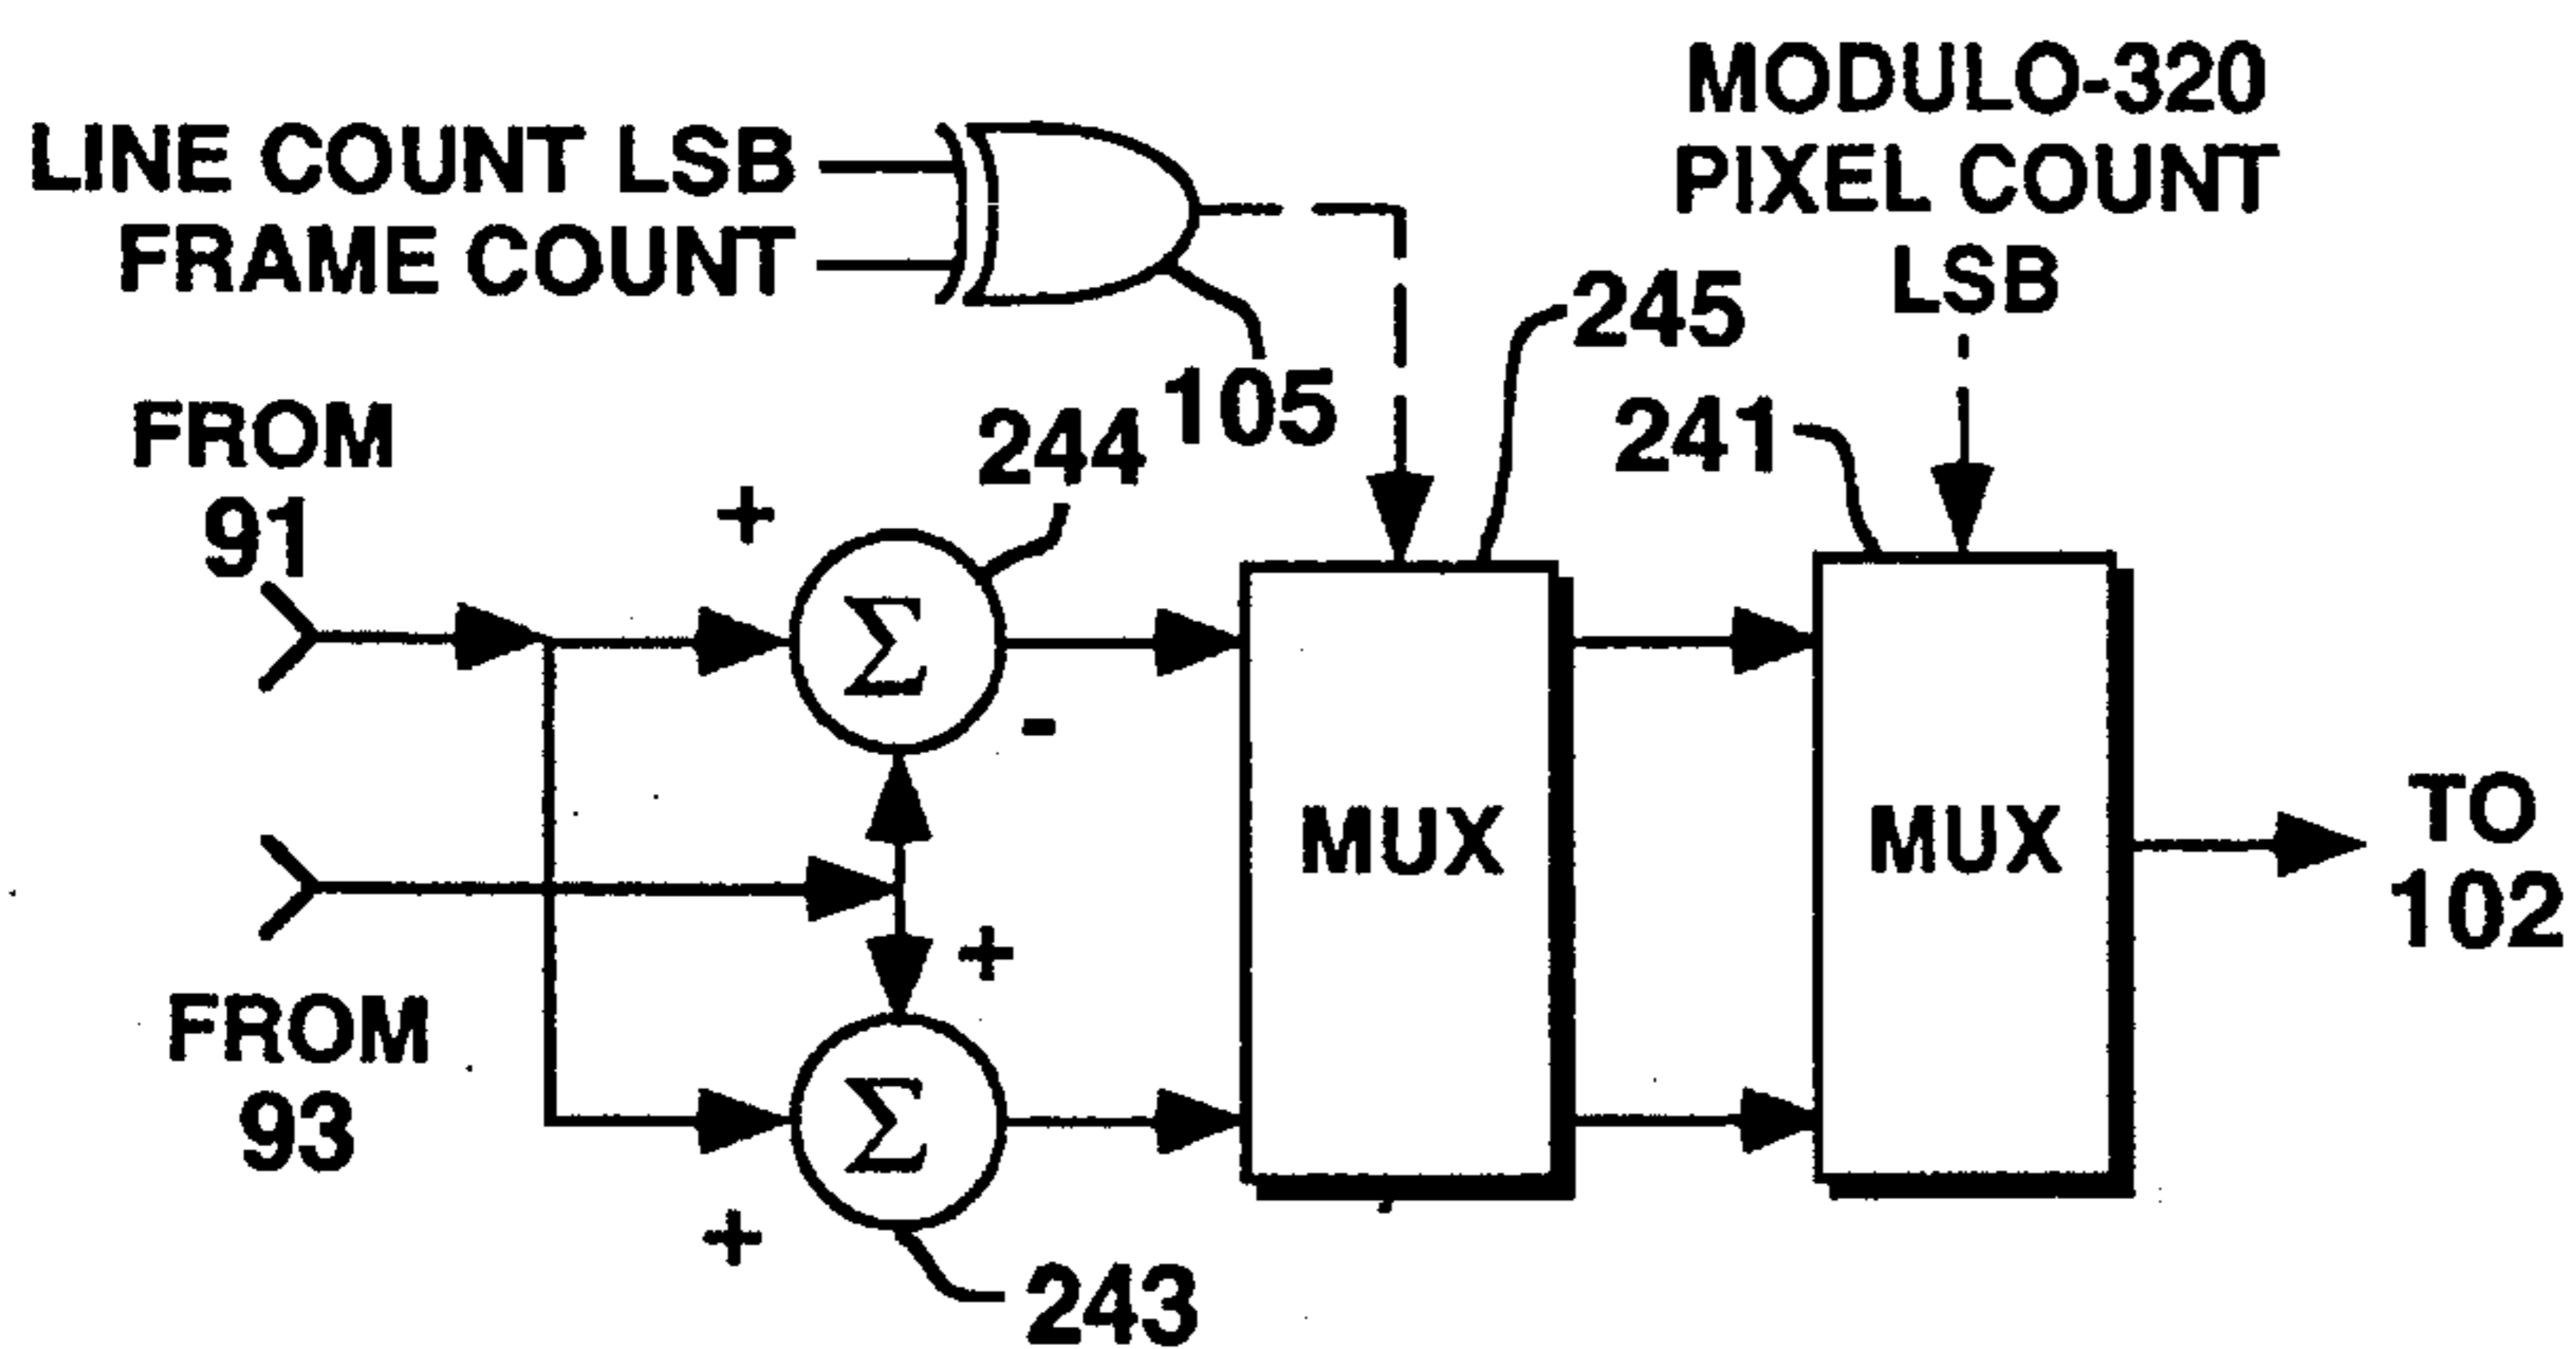 MODULO-320
PIXEL COUNT
LSB
LINE COUNT LSB
FRAME COUNT
105
245
241
244
FROM
91
+
Σ
-
MUX
MUX
TO
102
+
FROM
93
Σ
+
243